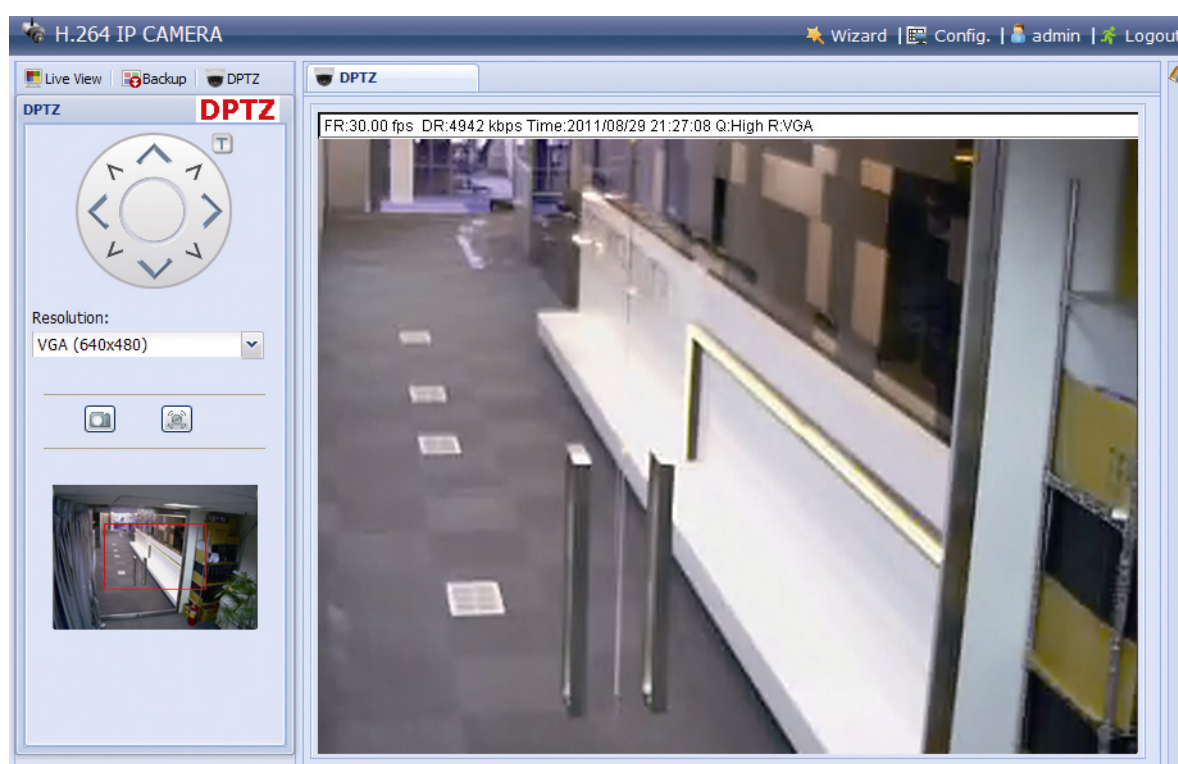 H.264 IP CAMERA
Wizard | Config. | admin | Logout
Live View Backup DPTZ
DPTZ
DPTZ DPTZ
T
FR:30.00 fps DR:4942 kbps Time:2011/08/29 21:27:08 Q:High R:VGA
Resolution:
VGA (640x480)